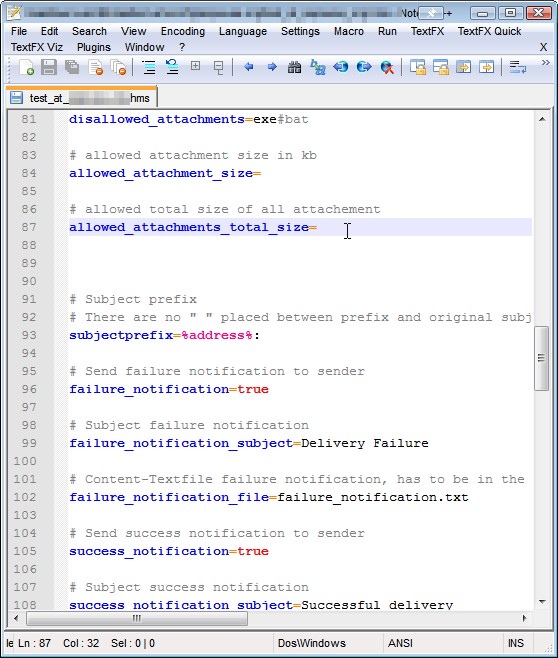 Note
++
File Edit Search View Encoding Language Settings Macro Run TextFX TextFX Quick
TextFX Viz Plugins Window ? X
test_at_ hms
81 disallowed_attachments=exe#bat
82
83 # allowed attachment size in kb
84 allowed_attachment_size=
85
86 # allowed total size of all attachement
87 allowed_attachments_total_size=
88
89
90
91 # Subject prefix
92 # There are no " " placed between prefix and original subj
93 subjectprefix=%address%:
94
95 # Send failure notification to sender
96 failure_notification=true
97
98 # Subject failure notification
99 failure_notification_subject=Delivery Failure
100
101 # Content-Textfile failure notification, has to be in the
102 failure_notification_file=failure_notification.txt
103
104 # Send success notification to sender
105 success_notification=true
106
107 # Subject success notification
108 success_notification_subject=Successful delivery
le Ln : 87 Col : 32 Sel : 0 | 0 Dos\Windows ANSI INS